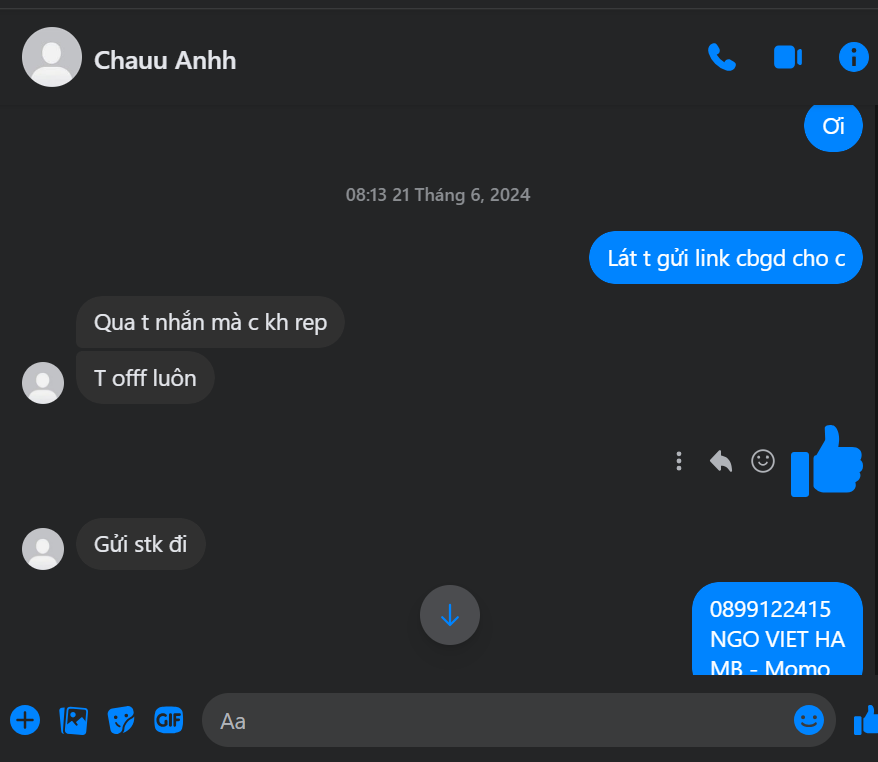 Chauu Anhh
Ơi
08:13 21 Tháng 6, 2024
Lát t gửi link cbgd cho c
Qua t nhắn mà c kh rep
T offf luôn
Gửi stk đi
0899122415
NGO VIET HA
MB - Momo
GIF
Aa